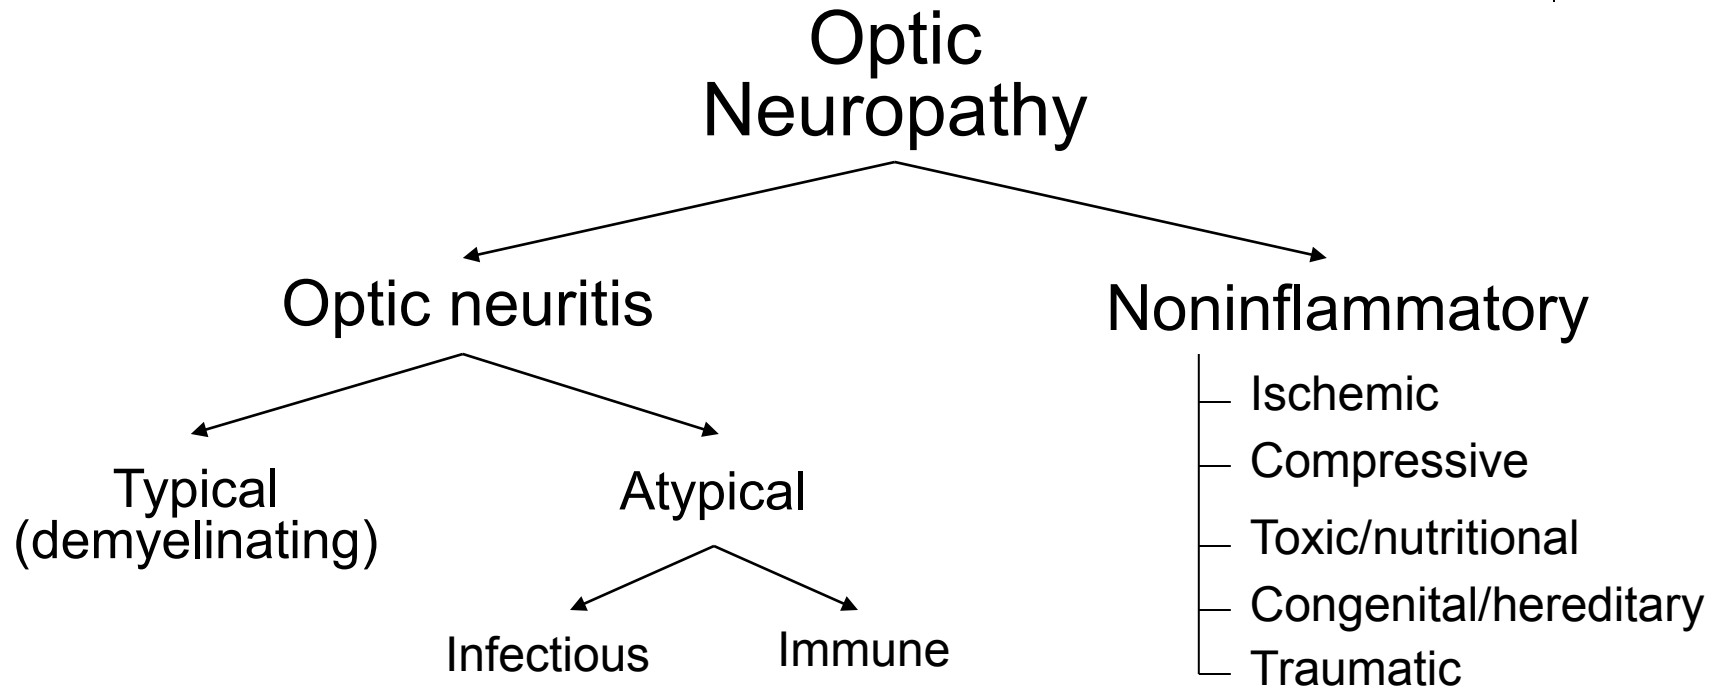 Optic
Neuropathy
Optic neuritis
Noninflammatory
Typical
(demyelinating)
Atypical
Infectious
Immune
Ischemic
Compressive
Toxic/nutritional
Congenital/hereditary
Traumatic